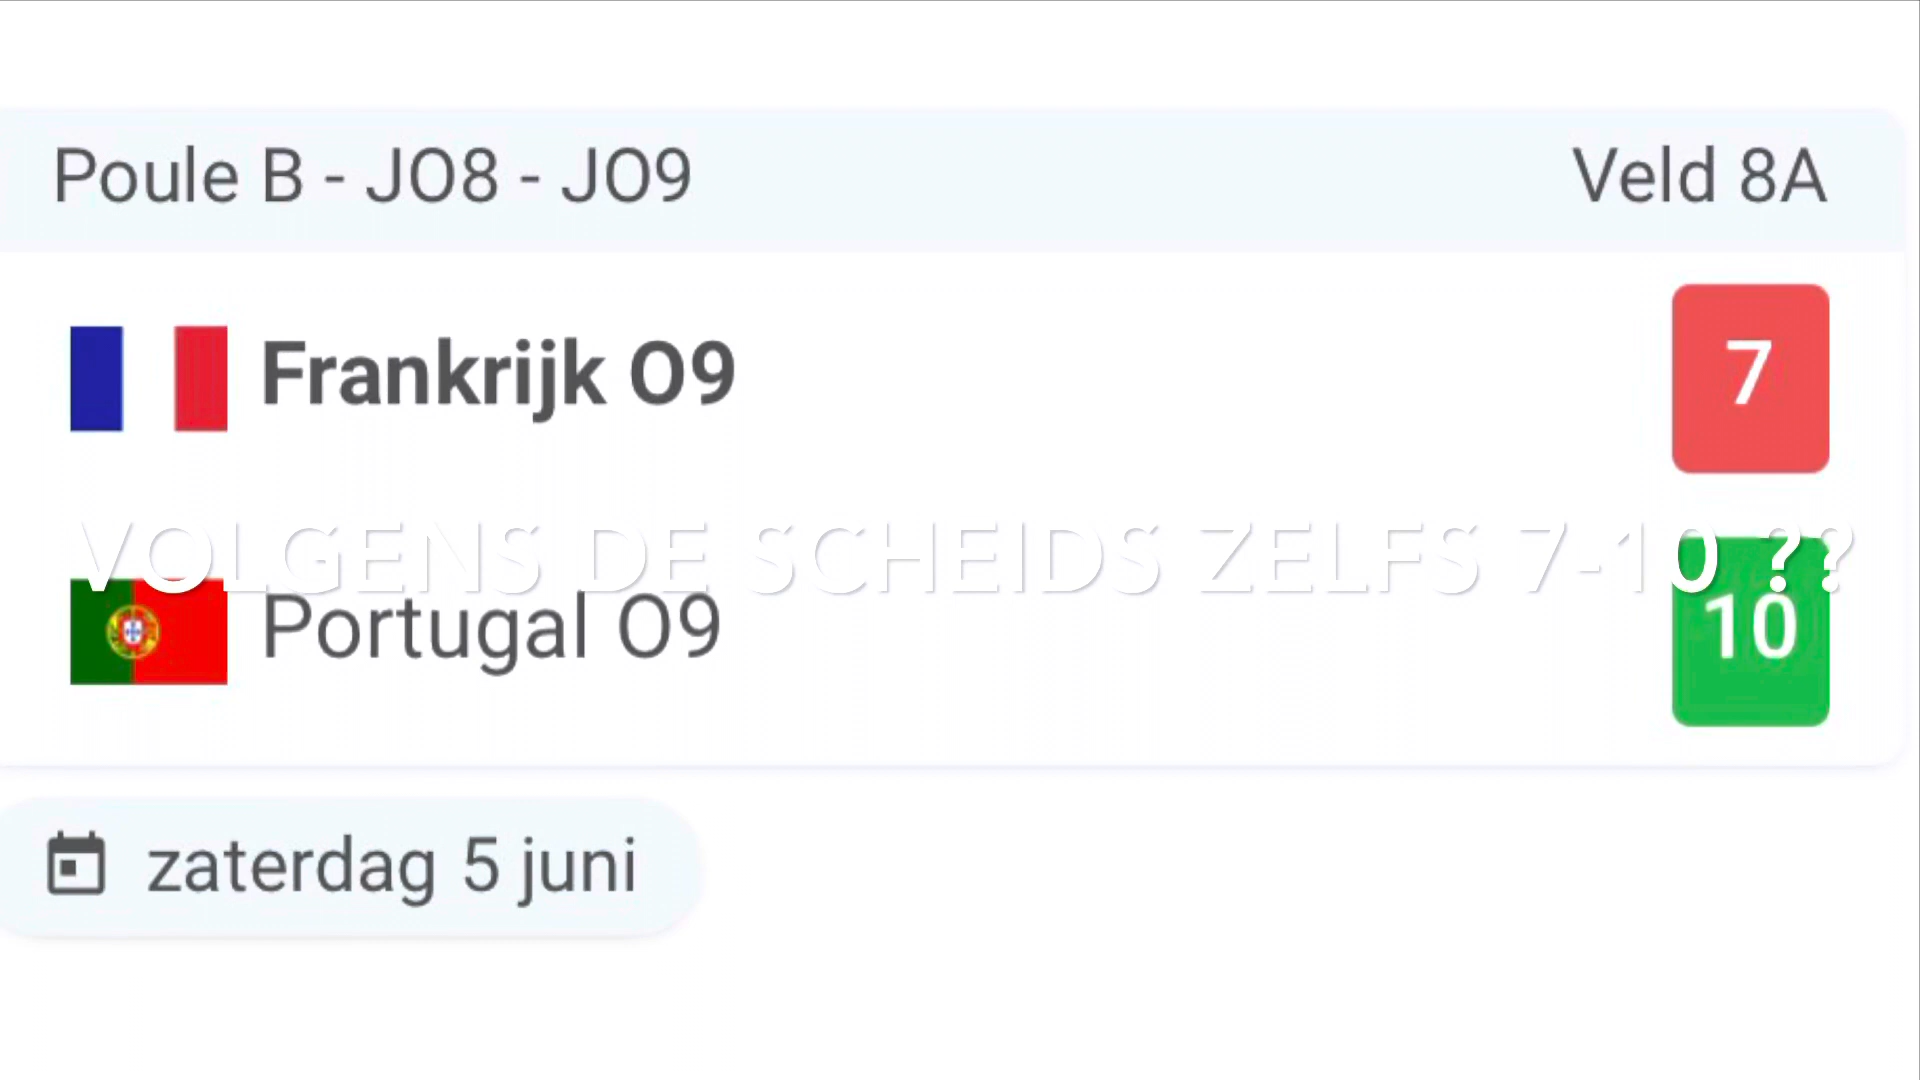 Poule B - JO8 - JO9 Veld 8A
Frankrijk O9 7
VOLGENS DE SCHEIDS ZELFS 7-10 ??
Portugal O9 10
zaterdag 5 juni